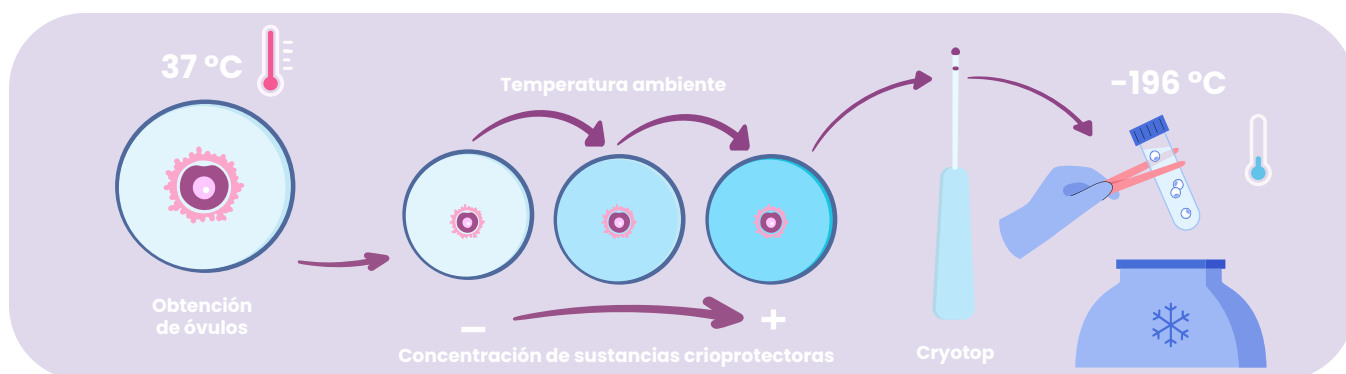 37 ºC
Temperatura ambiente
-196 ºC
Obtención
de óvulos
− +
Concentración de sustancias crioprotectoras
Cryotop